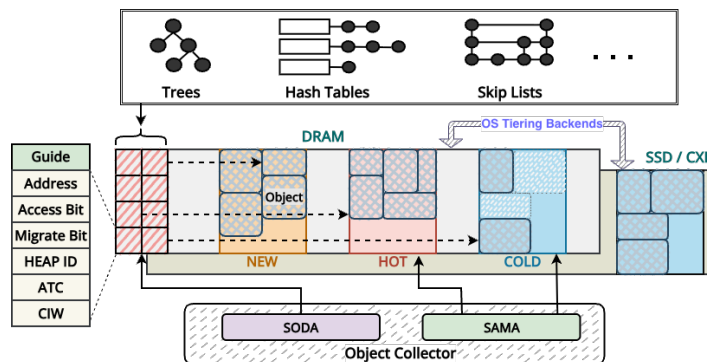 Trees
Hash Tables
Skip Lists
. . .
DRAM
OS Tiering Backends
SSD / CXL
Guide
Address
Access Bit
Migrate Bit
HEAP ID
ATC
CIW
Object
NEW
HOT
COLD
SODA
SAMA
Object Collector